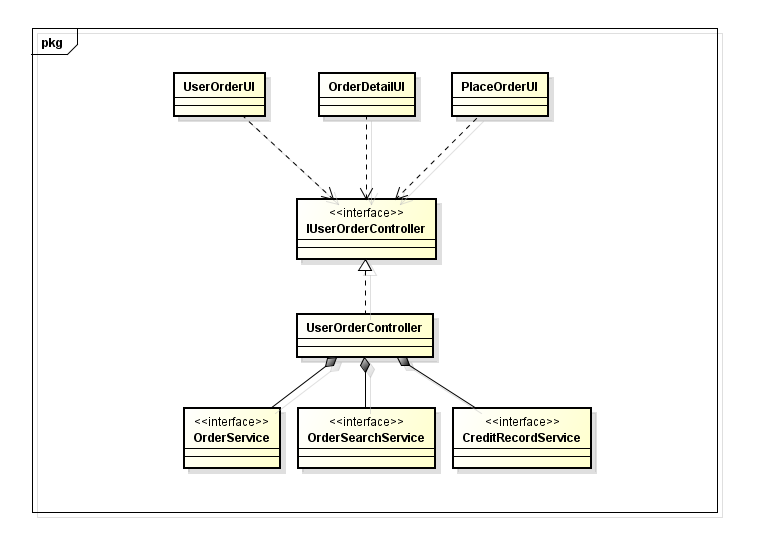 pkg
UserOrderUI
OrderDetailUI
PlaceOrderUI
<<interface>>
IUserOrderController
UserOrderController
<<interface>>
OrderService
<<interface>>
OrderSearchService
<<interface>>
CreditRecordService